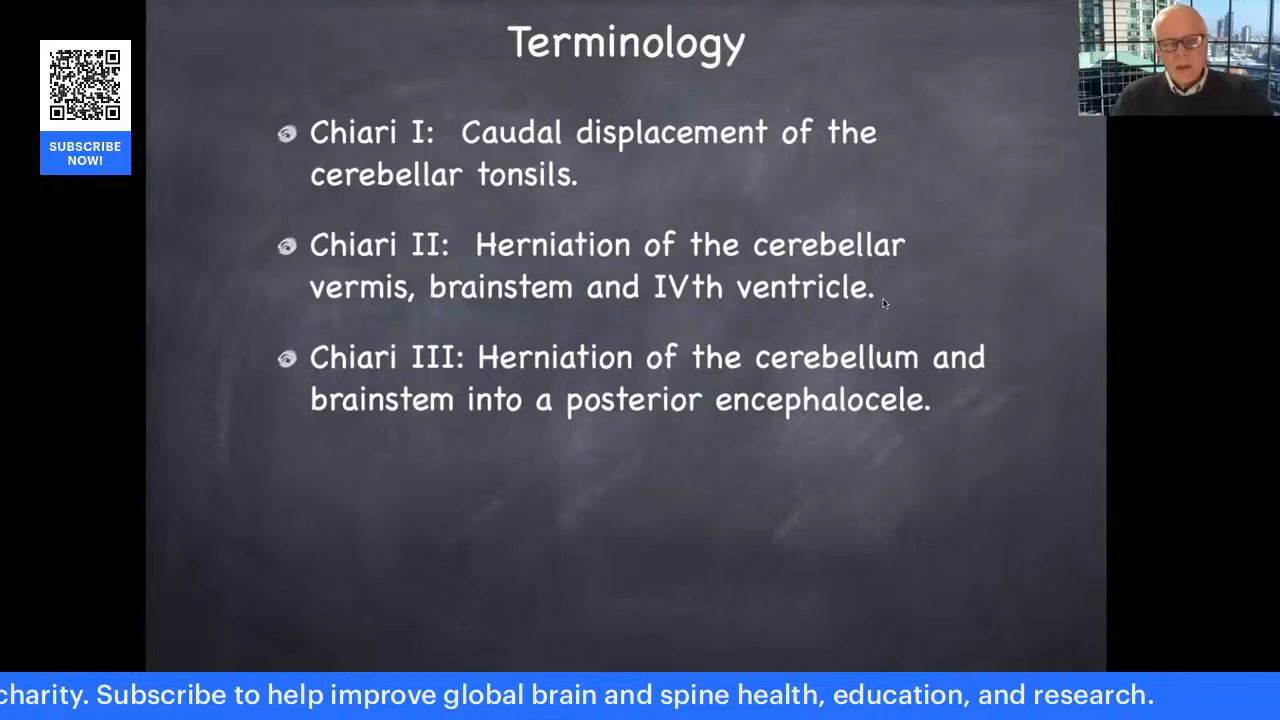 Terminology
SUBSCRIBE
NOW!
Chiari I: Caudal displacement of the
cerebellar tonsils.
Chiari II: Herniation of the cerebellar
vermis, brainstem and IVth ventricle.
Chiari III: Herniation of the cerebellum and
brainstem into a posterior encephalocele.
charity. Subscribe to help improve global brain and spine health, education, and research.